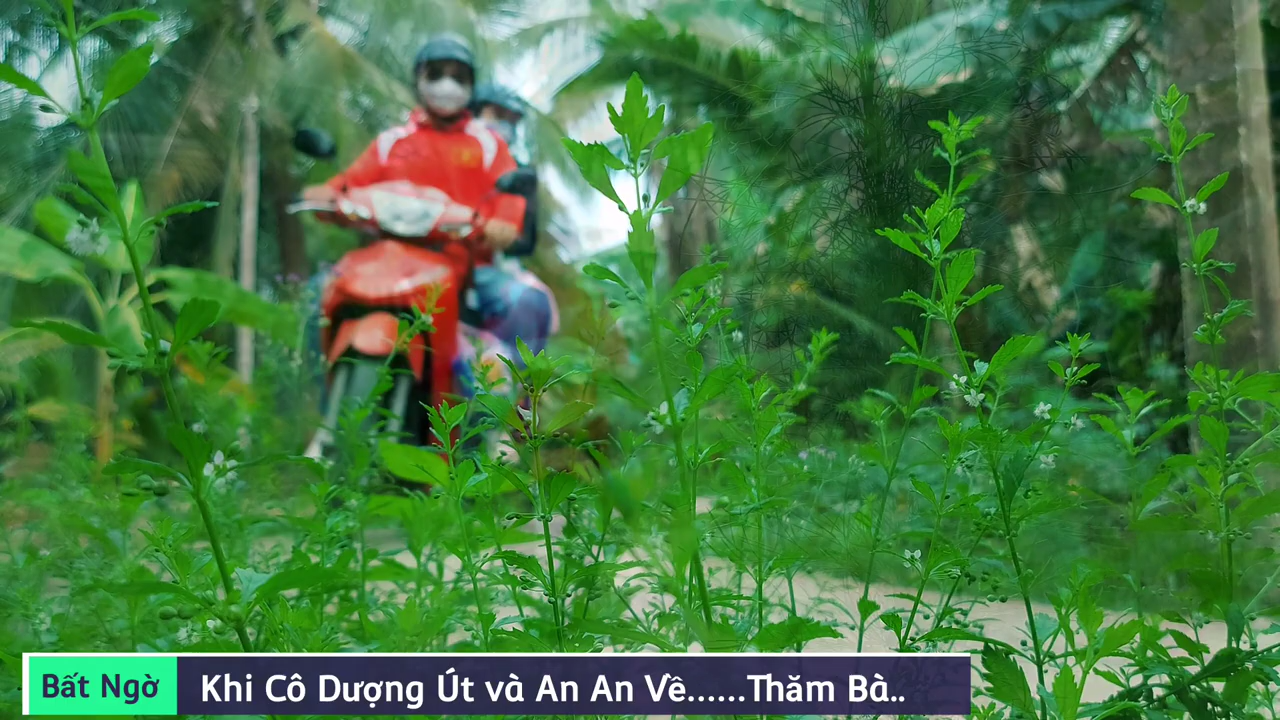 Bất Ngờ
Khi Cô Dượng Út và An An Về......Thăm Bà..